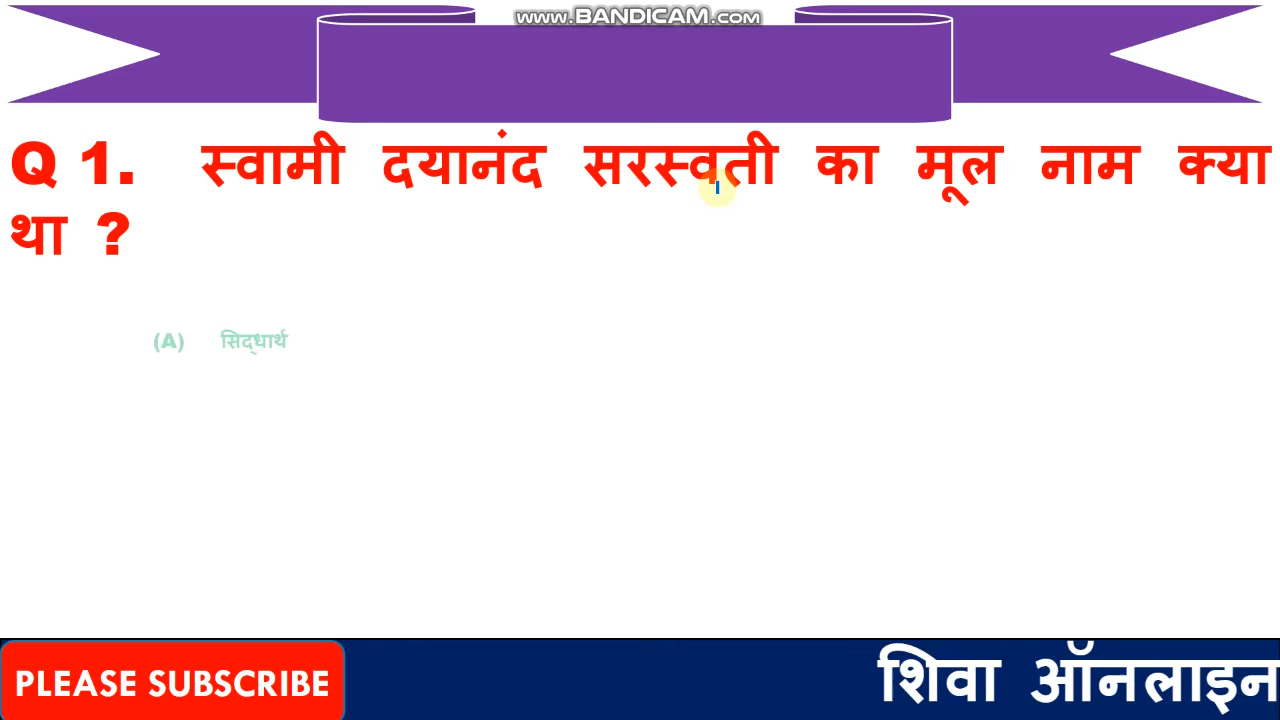 www.BANDICAM.com
Q 1. स्वामी दयानंद सरस्वती का मूल नाम क्या
था ?
(A) सिद्धार्थ
PLEASE SUBSCRIBE
शिवा ऑनलाइन